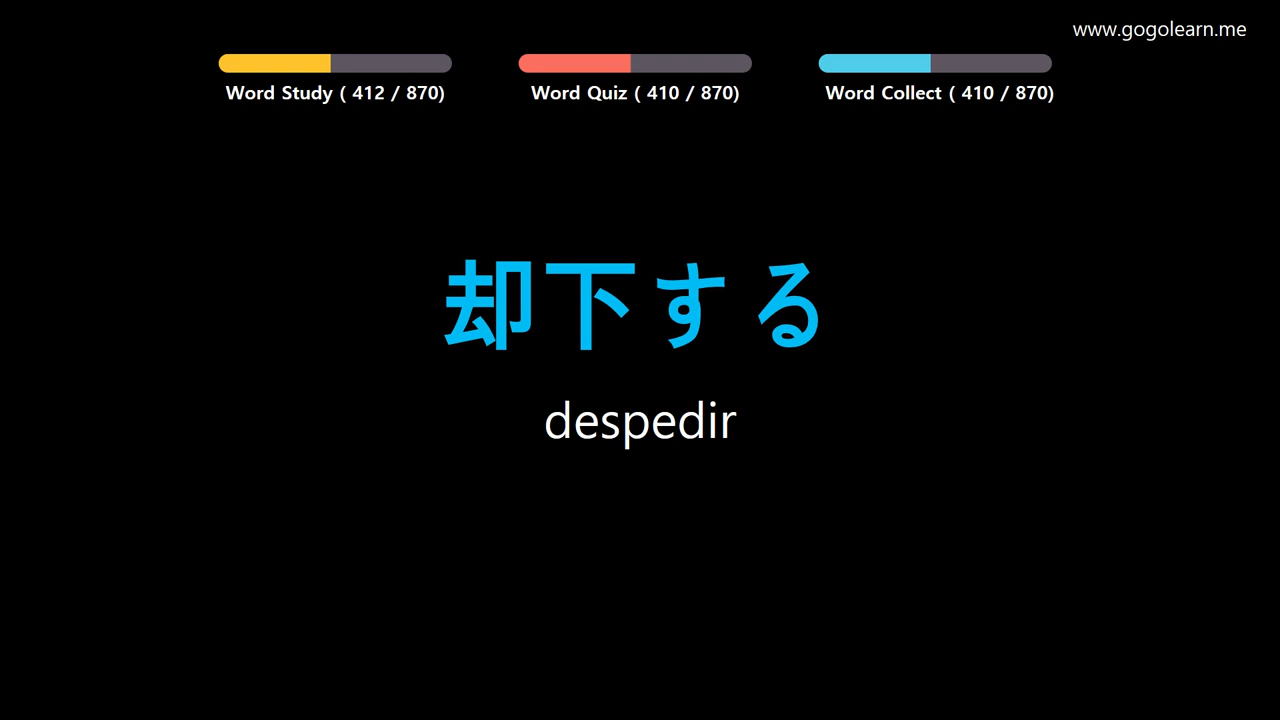 www.gogolearn.me
Word Study ( 412 / 870)
Word Quiz ( 410 / 870)
Word Collect ( 410 / 870)
却下する
despedir